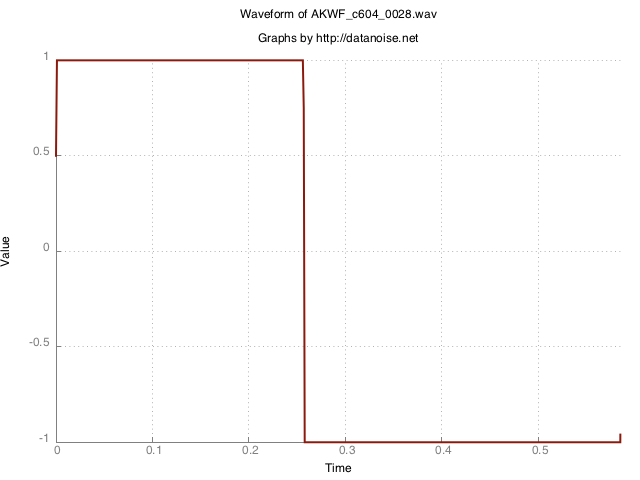 Waveform of AKWF_c604_0028.wav
Graphs by http://datanoise.net
1
0.5
0
-0.5
-1
Value
0 0.1 0.2 0.3 0.4 0.5
Time